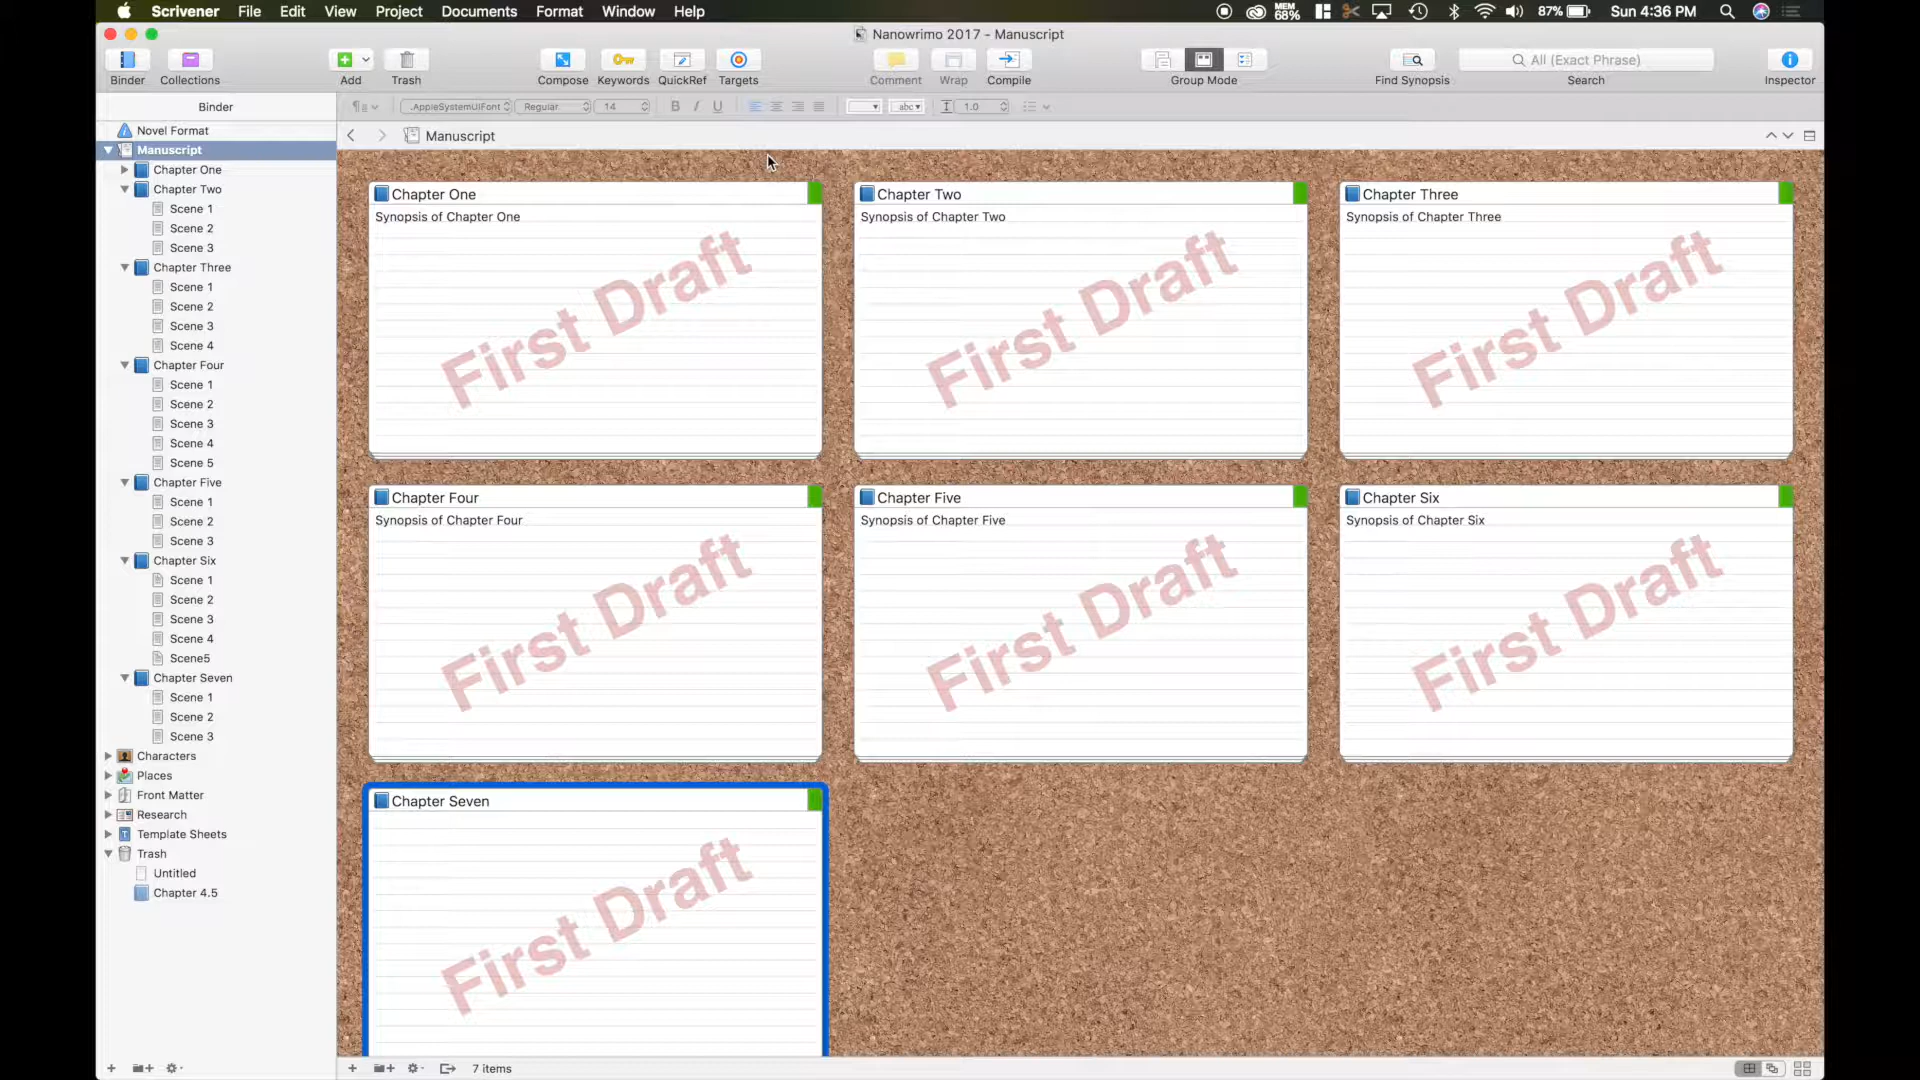 Scrivener File Edit View Project Documents Format Window Help MEM 68% 87% Sun 4:36 PM
Nanowrimo 2017 - Manuscript
Binder Collections Add Trash Compose Keywords QuickRef Targets Comment Wrap Compile Group Mode Find Synopsis All (Exact Phrase) Search Inspector
Binder
.AppleSystemUIFont Regular 14 B I U abc 1.0
Manuscript
Novel Format
Manuscript
Chapter One
Chapter Two
Scene 1
Scene 2
Scene 3
Chapter Three
Scene 1
Scene 2
Scene 3
Scene 4
Chapter Four
Scene 1
Scene 2
Scene 3
Scene 4
Scene 5
Chapter Five
Scene 1
Scene 2
Scene 3
Chapter Six
Scene 1
Scene 2
Scene 3
Scene 4
Scene5
Chapter Seven
Scene 1
Scene 2
Scene 3
Characters
Places
Front Matter
Research
Template Sheets
Trash
Untitled
Chapter 4.5
Chapter One
Synopsis of Chapter One
First Draft
Chapter Two
Synopsis of Chapter Two
First Draft
Chapter Three
Synopsis of Chapter Three
First Draft
Chapter Four
Synopsis of Chapter Four
First Draft
Chapter Five
Synopsis of Chapter Five
First Draft
Chapter Six
Synopsis of Chapter Six
First Draft
Chapter Seven
First Draft
7 items